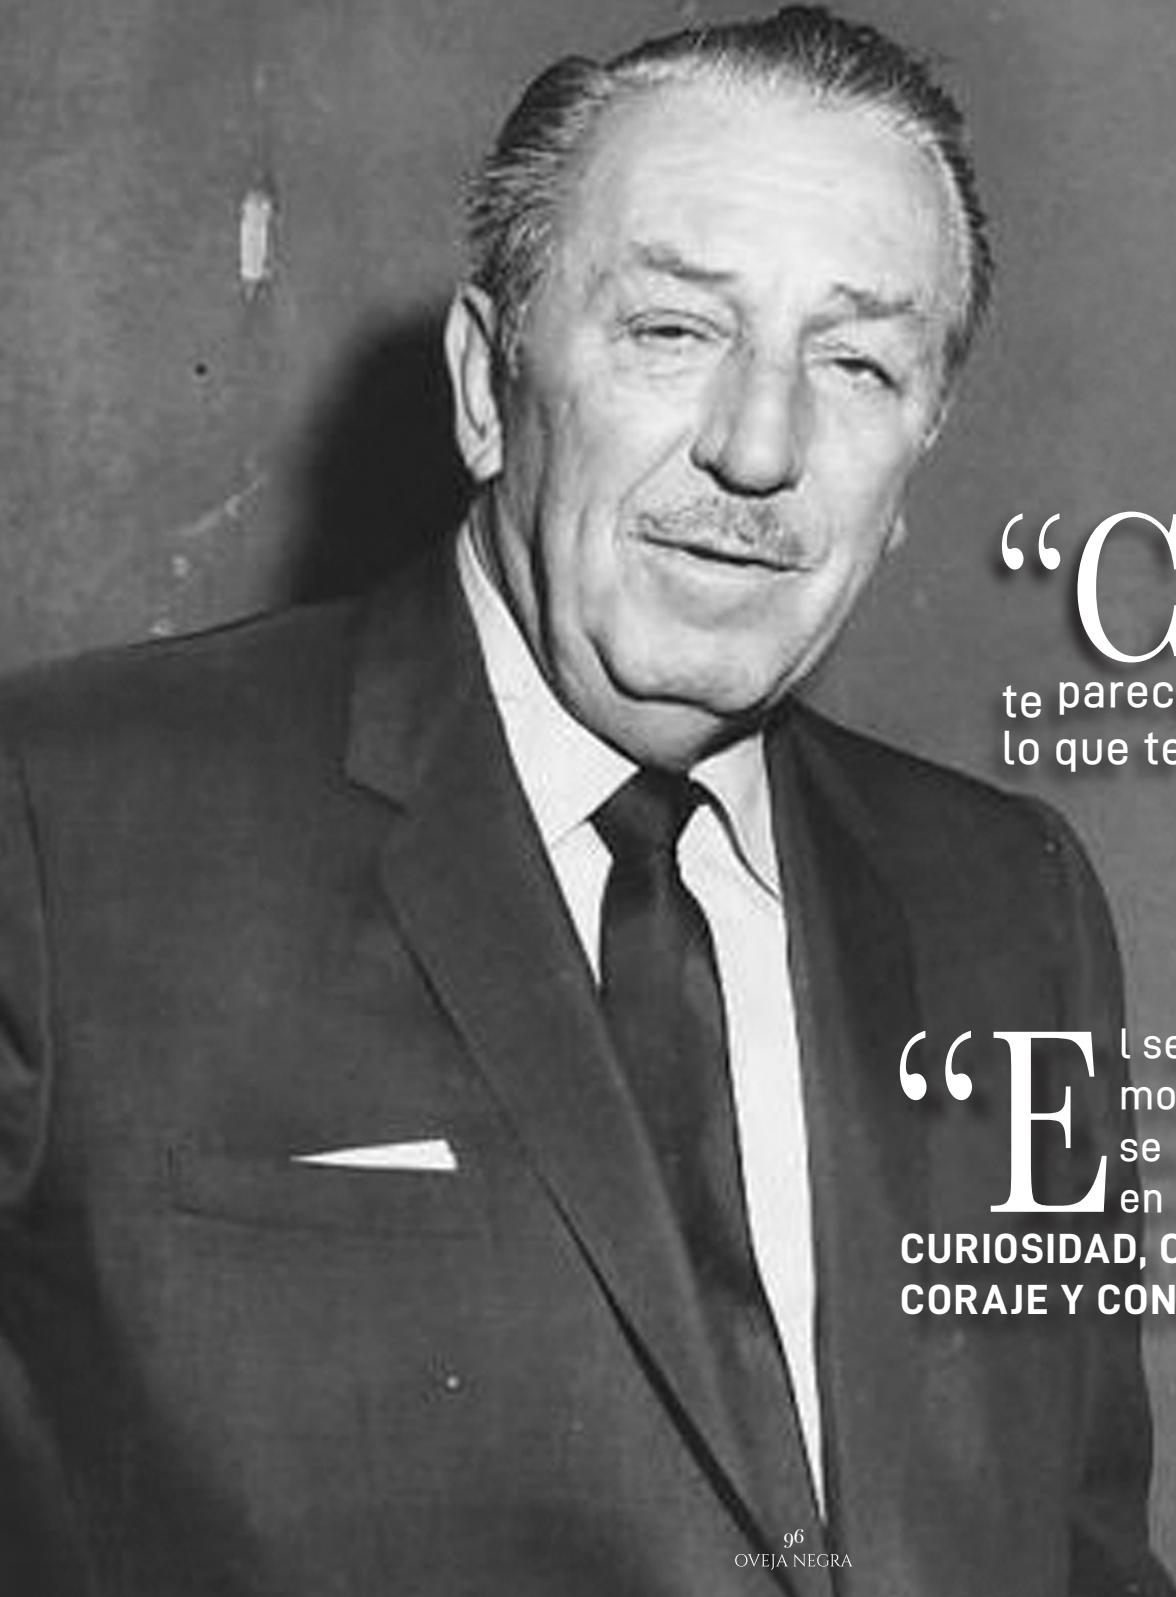 “C
te parec
lo que te
“E
l se
mo
se
en
CURIOSIDAD, C
CORAJE Y CON
96
OVEJA NEGRA